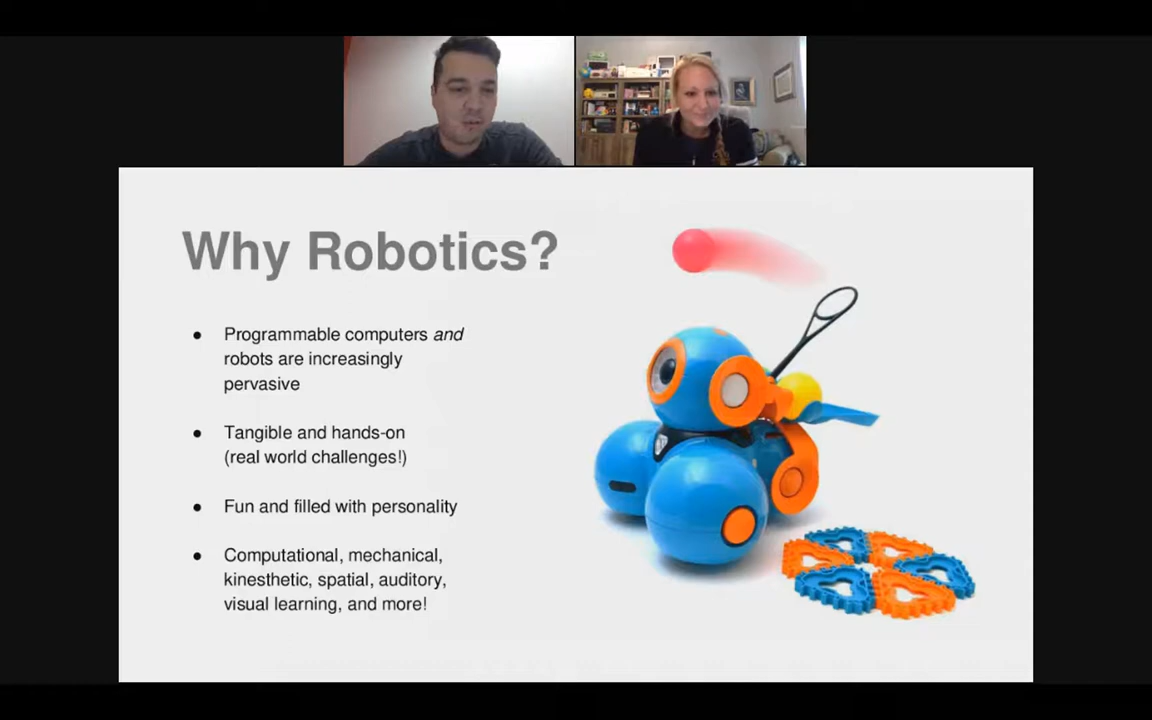 Why Robotics?
● Programmable computers and
robots are increasingly
pervasive
● Tangible and hands-on
(real world challenges!)
● Fun and filled with personality
● Computational, mechanical,
kinesthetic, spatial, auditory,
visual learning, and more!